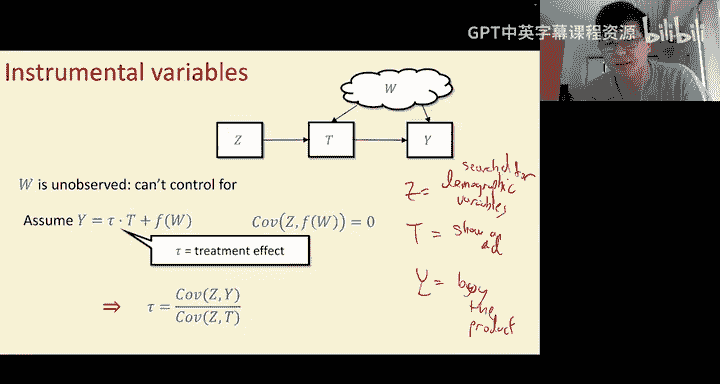 GPT中英字幕课程资源
bilibili
Instrumental variables
W
Z
T
Y
W is unobserved: can't control for
Assume Y = τ · T + f(W)
Cov(Z, f(W)) = 0
τ = treatment effect
⇒ τ = Cov(Z, Y) / Cov(Z, T)
searched for
Z = demographic
variables
T = show an
ad
Y = buy
the
product